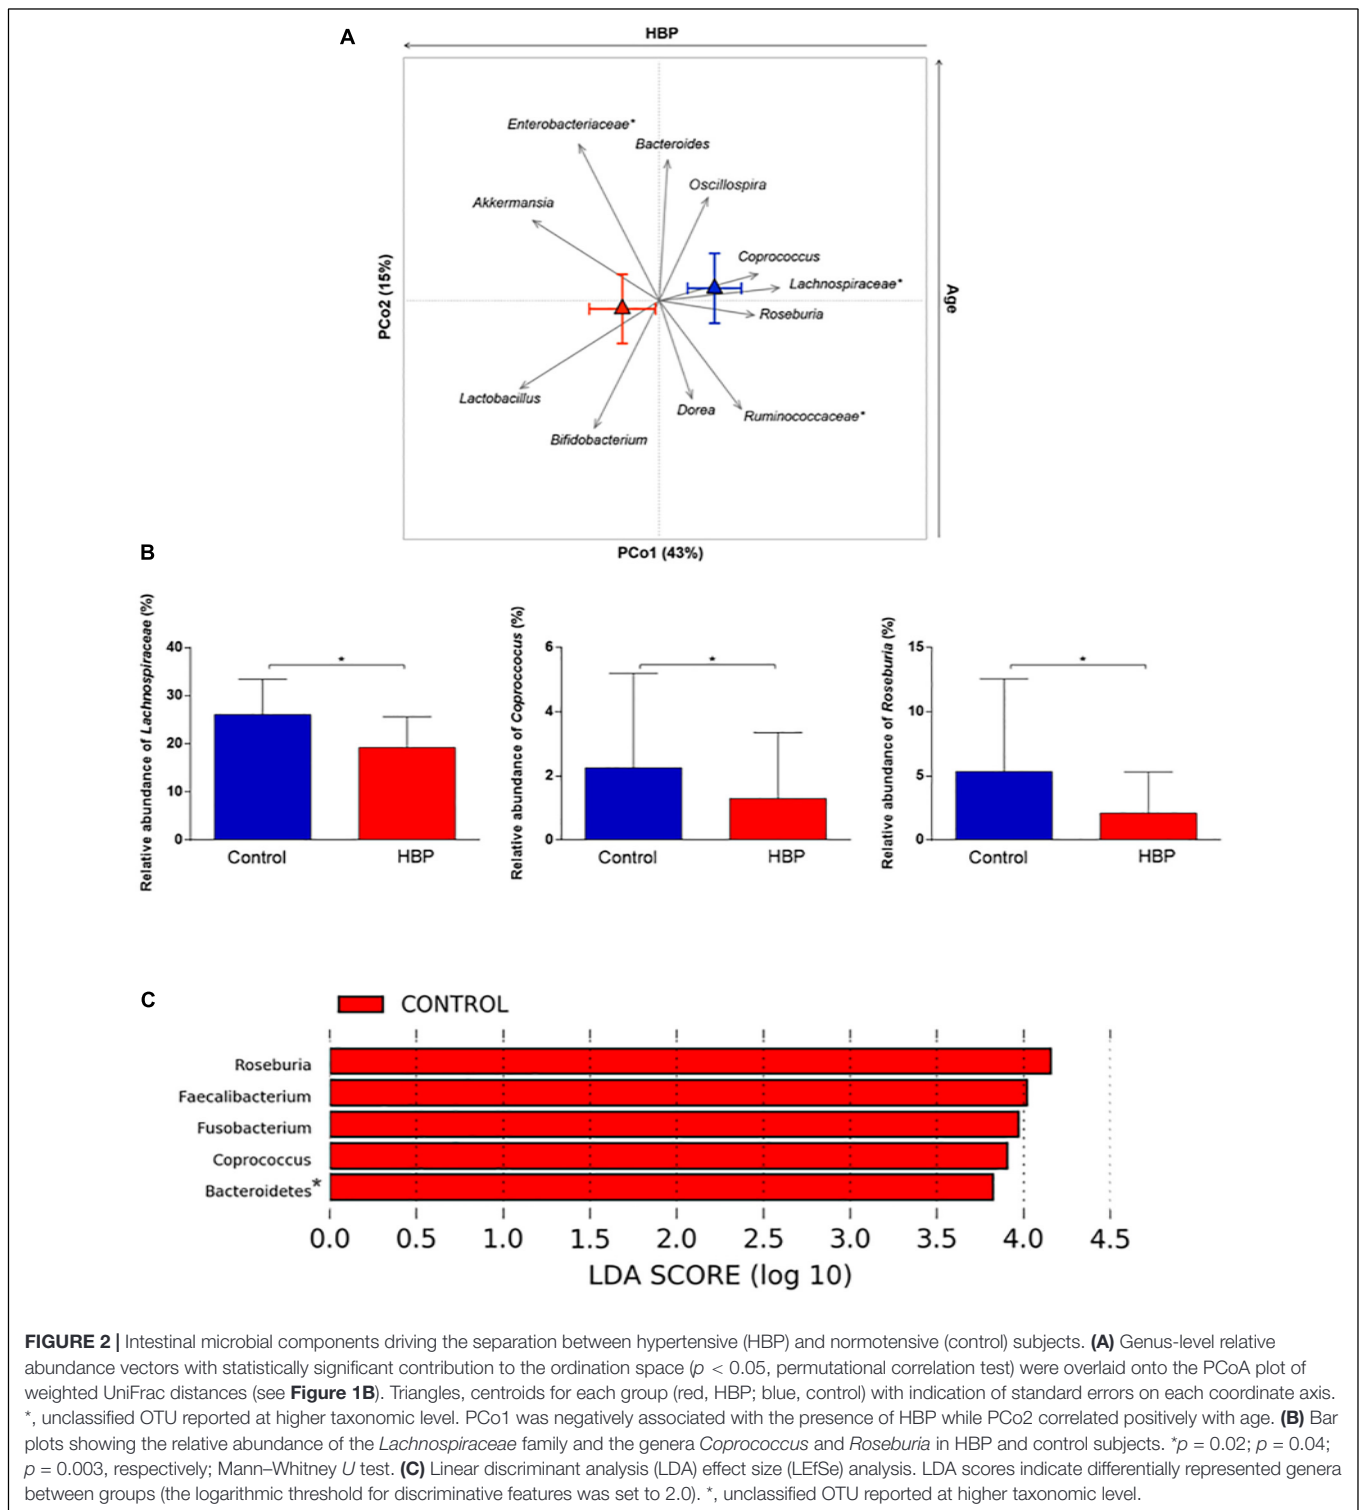 A
HBP
Enterobacteriaceae*
Bacteroides
Oscillospira
Akkermansia
Coprococcus
Lachnospiraceae*
Roseburia
PCo2 (15%)
Age
Lactobacillus
Dorea
Ruminococcaceae*
Bifidobacterium
PCo1 (43%)
B
Relative abundance of Lachnospiraceae (%)
40
30
20
10
0
*
Control HBP
Relative abundance of Coproccocus (%)
6
4
2
0
*
Control HBP
Relative abundance of Roseburia (%)
15
10
5
0
*
Control HBP
C
CONTROL
Roseburia
Faecalibacterium
Fusobacterium
Coprococcus
Bacteroidetes*
0.0 0.5 1.0 1.5 2.0 2.5 3.0 3.5 4.0 4.5
LDA SCORE (log 10)
FIGURE 2 | Intestinal microbial components driving the separation between hypertensive (HBP) and normotensive (control) subjects. (A) Genus-level relative
abundance vectors with statistically significant contribution to the ordination space (p < 0.05, permutational correlation test) were overlaid onto the PCoA plot of
weighted UniFrac distances (see Figure 1B). Triangles, centroids for each group (red, HBP; blue, control) with indication of standard errors on each coordinate axis.
*, unclassified OTU reported at higher taxonomic level. PCo1 was negatively associated with the presence of HBP while PCo2 correlated positively with age. (B) Bar
plots showing the relative abundance of the Lachnospiraceae family and the genera Coprococcus and Roseburia in HBP and control subjects. *p = 0.02; p = 0.04;
p = 0.003, respectively; Mann–Whitney U test. (C) Linear discriminant analysis (LDA) effect size (LEfSe) analysis. LDA scores indicate differentially represented genera
between groups (the logarithmic threshold for discriminative features was set to 2.0). *, unclassified OTU reported at higher taxonomic level.